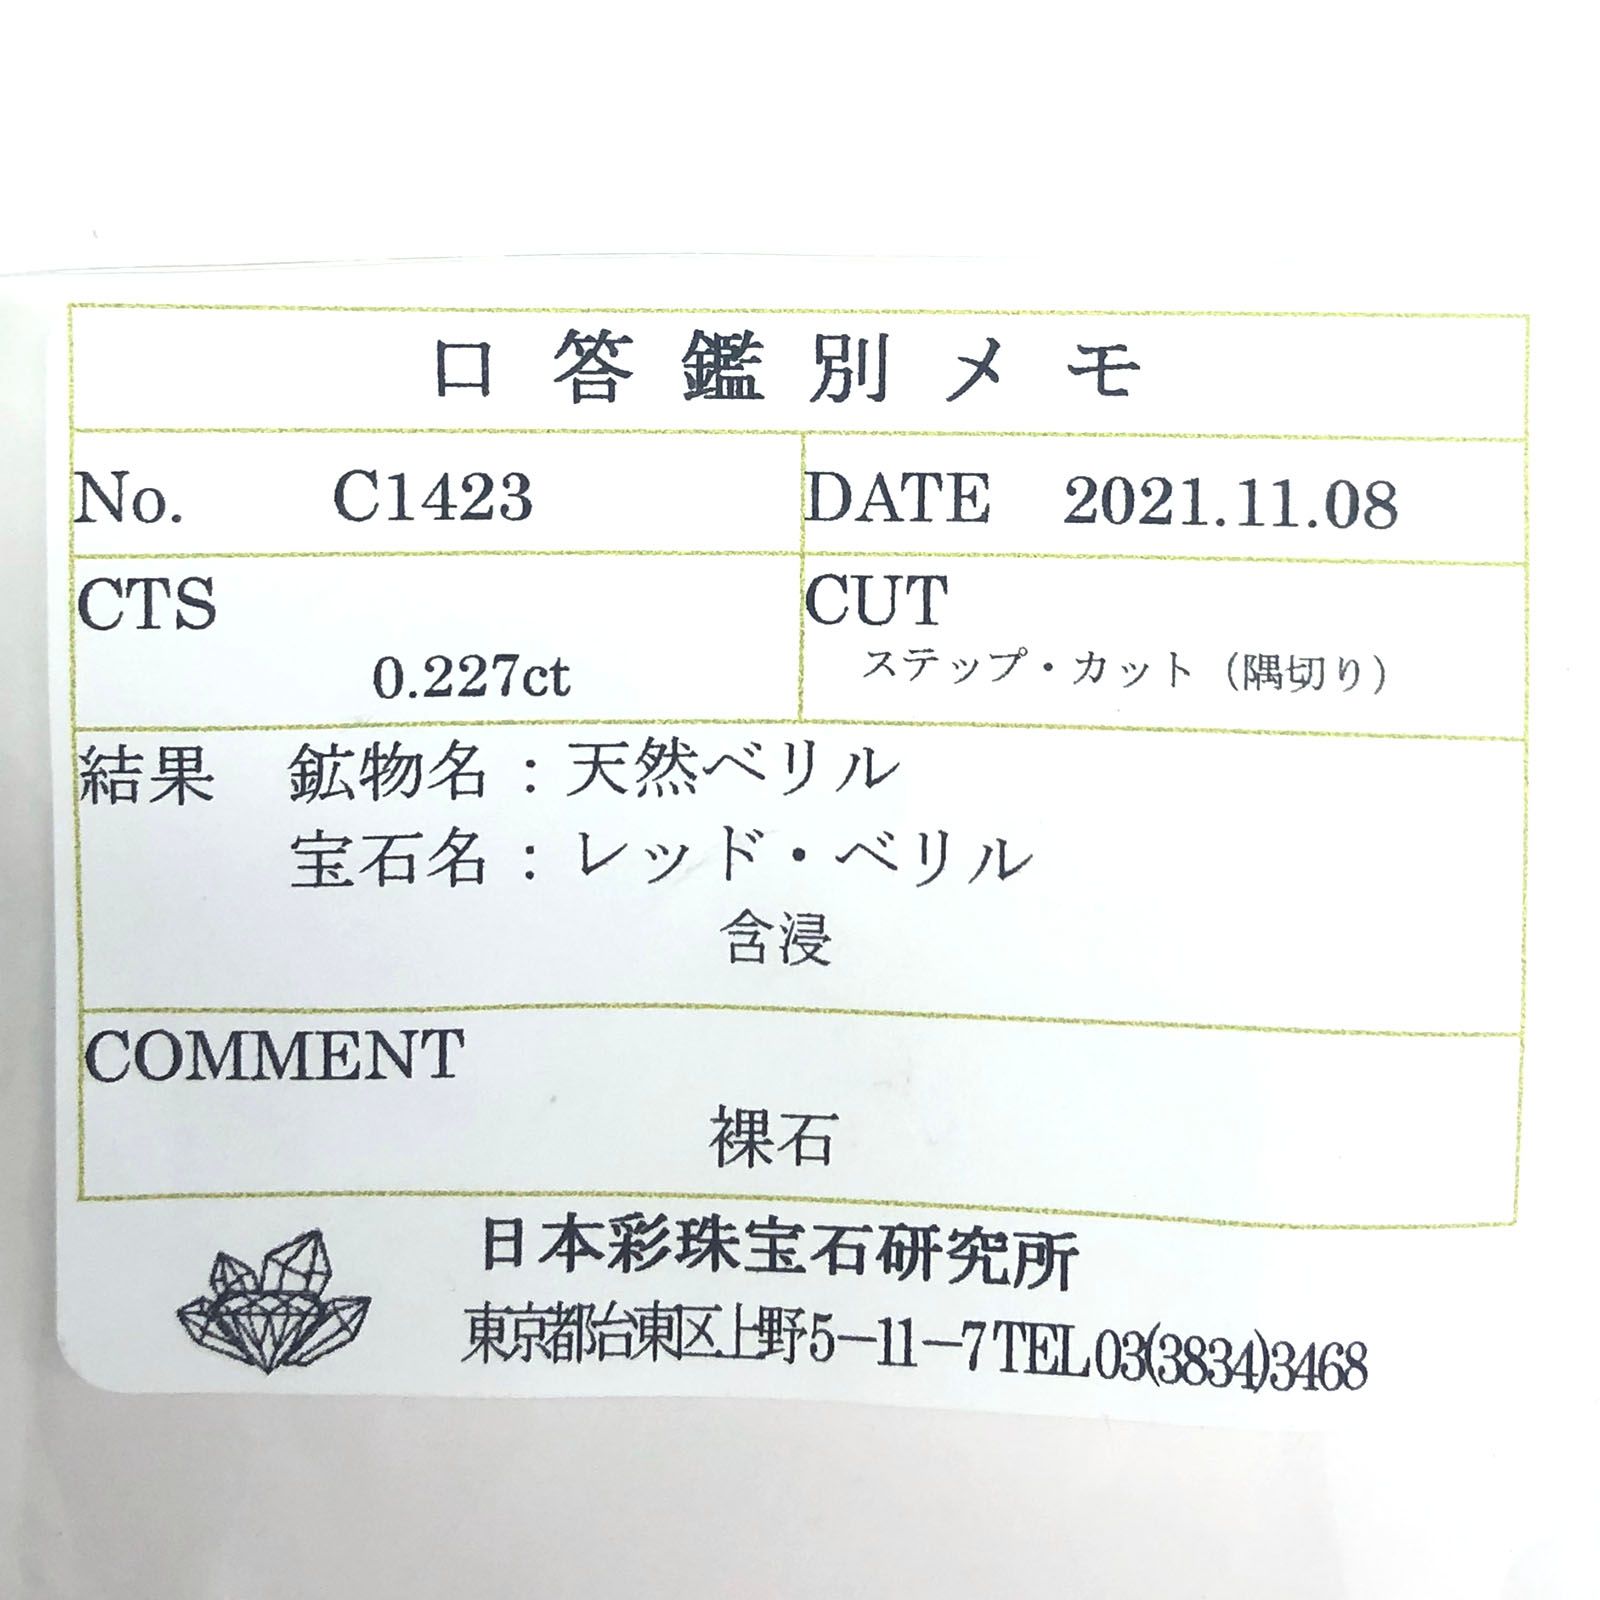 口答鑑別メモ
No. C1423 DATE 2021.11.08
CTS CUT
0.227ct ステップ・カット（隅切り）
結果 鉱物名：天然ベリル
宝石名：レッド・ベリル
含浸
COMMENT
裸石
日本彩珠宝石研究所
東京都台東区上野5-11-7 TEL 03(3834)3468